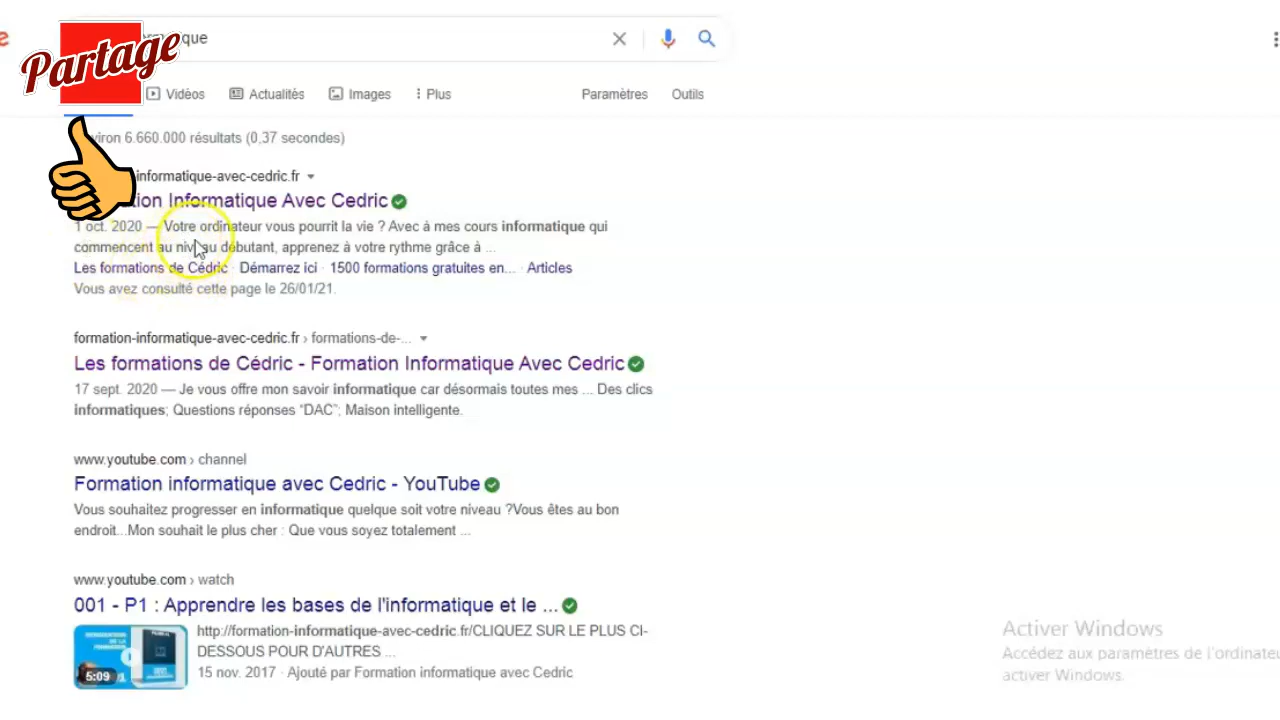 Partage
Vidéos Actualités Images Plus Paramètres Outils
6.660.000 résultats (0,37 secondes)
informatique-avec-cedric.fr
Informatique Avec Cedric
1 oct. 2020 — Votre ordinateur vous pourrit la vie ? Avec à mes cours informatique qui
commencent au niveau débutant, apprenez à votre rythme grâce à ...
Les formations de Cédric · Démarrez ici · 1500 formations gratuites en... · Articles
Vous avez consulté cette page le 26/01/21.
formation-informatique-avec-cedric.fr › formations-de-...
Les formations de Cédric - Formation Informatique Avec Cedric
17 sept. 2020 — Je vous offre mon savoir informatique car désormais toutes mes ... Des clics
informatiques; Questions réponses “DAC”; Maison intelligente.
www.youtube.com › channel
Formation informatique avec Cedric - YouTube
Vous souhaitez progresser en informatique quelque soit votre niveau ?Vous êtes au bon
endroit...Mon souhait le plus cher : Que vous soyez totalement ...
www.youtube.com › watch
001 - P1 : Apprendre les bases de l'informatique et le ...
http://formation-informatique-avec-cedric.fr/CLIQUEZ SUR LE PLUS CI-
DESSOUS POUR D'AUTRES ...
5:09
15 nov. 2017 · Ajouté par Formation informatique avec Cedric
Activer Windows
Accédez aux paramètres de l'ordinateu
activer Windows.